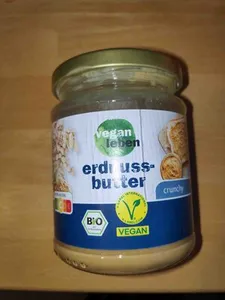 vegan
leben
erdnuss-
butter
crunchy
BIO
V
VEGAN